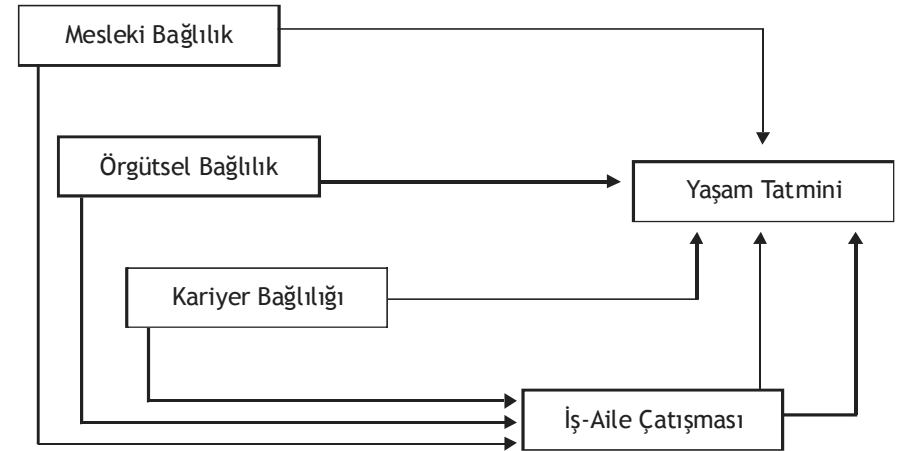 Mesleki Bağlılık
Örgütsel Bağlılık
Yaşam Tatmini
Kariyer Bağlılığı
İş-Aile Çatışması